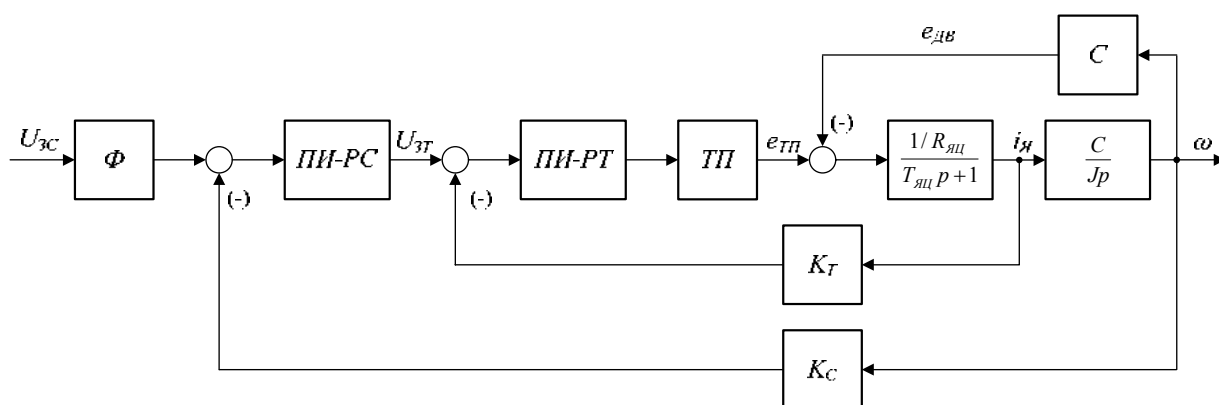 e_ДВ
C
U_ЗС
Ф
ПИ-РС
U_ЗТ
ПИ-РТ
ТП
e_ТП
(-)
1/R_ЯЦ
T_ЯЦ p+1
i_Я
C
Jp
ω
(-)
(-)
K_T
K_C